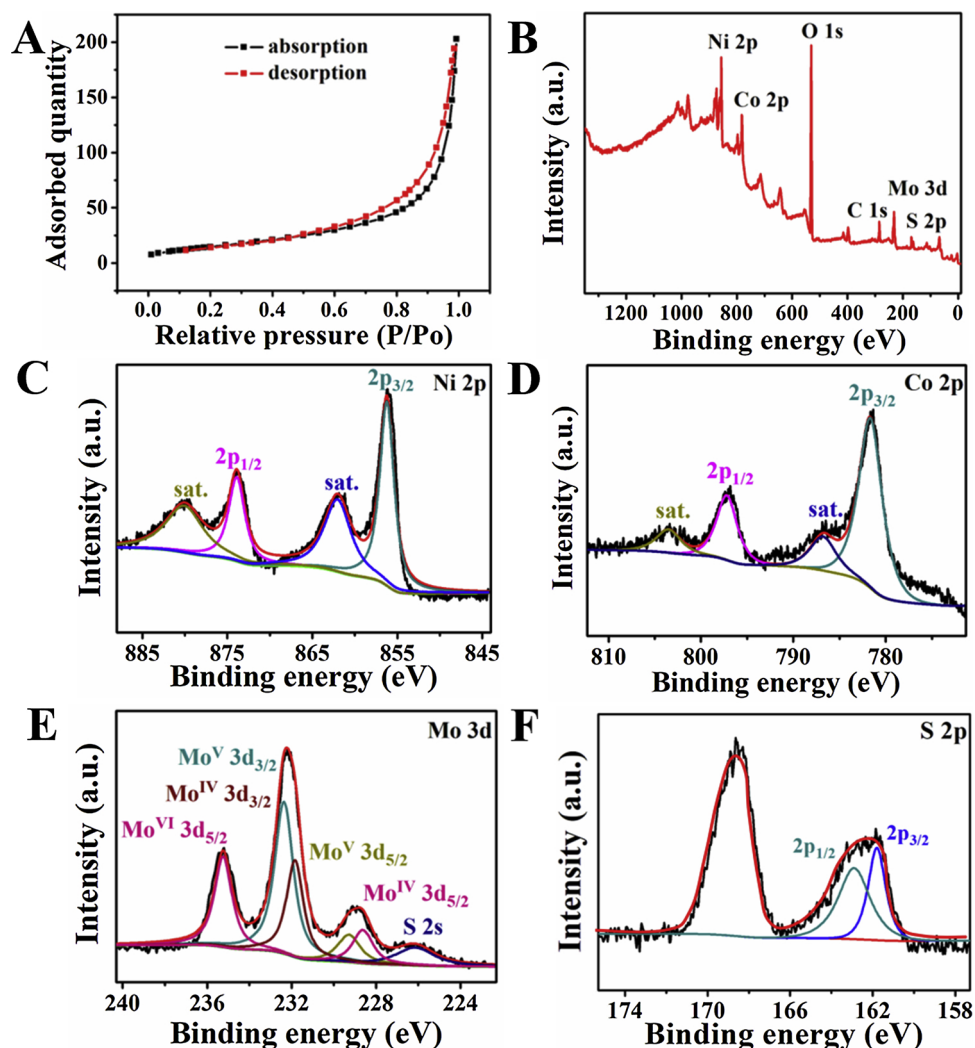 A
absorption
desorption
200
150
100
50
0
Adsorbed quantity
0.0 0.2 0.4 0.6 0.8 1.0
Relative pressure (P/Po)
B
O 1s
Ni 2p
Co 2p
Mo 3d
C 1s
S 2p
Intensity (a.u.)
1200 1000 800 600 400 200 0
Binding energy (eV)
C
2p3/2
Ni 2p
2p1/2
sat.
sat.
Intensity (a.u.)
885 875 865 855 845
Binding energy (eV)
D
Co 2p
2p3/2
2p1/2
sat.
sat.
Intensity (a.u.)
810 800 790 780
Binding energy (eV)
E
Mo 3d
MoV 3d3/2
MoIV 3d3/2
MoVI 3d5/2
MoV 3d5/2
MoIV 3d5/2
S 2s
Intensity (a.u.)
240 235 231 228 224
Binding energy (eV)
F
S 2p
2p1/2
2p3/2
Intensity (a.u.)
174 170 166 162 158
Binding energy (eV)